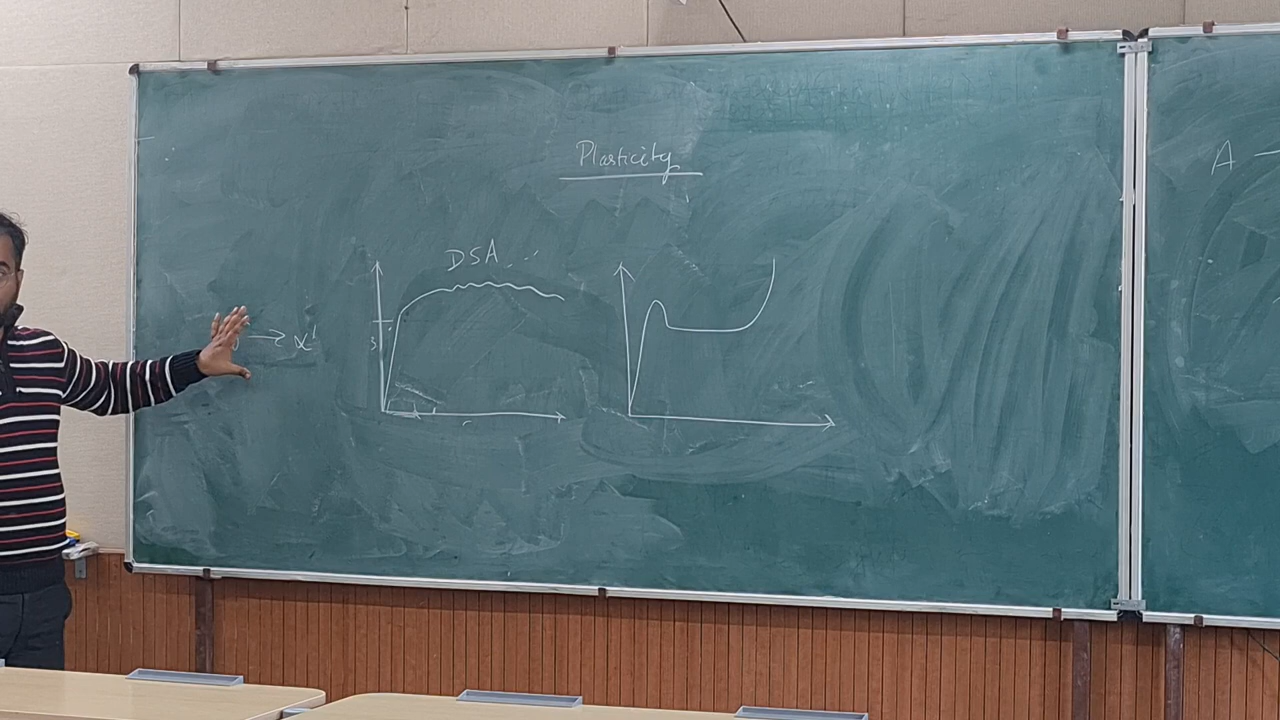 Plasticity
DSA...
→ α'
A